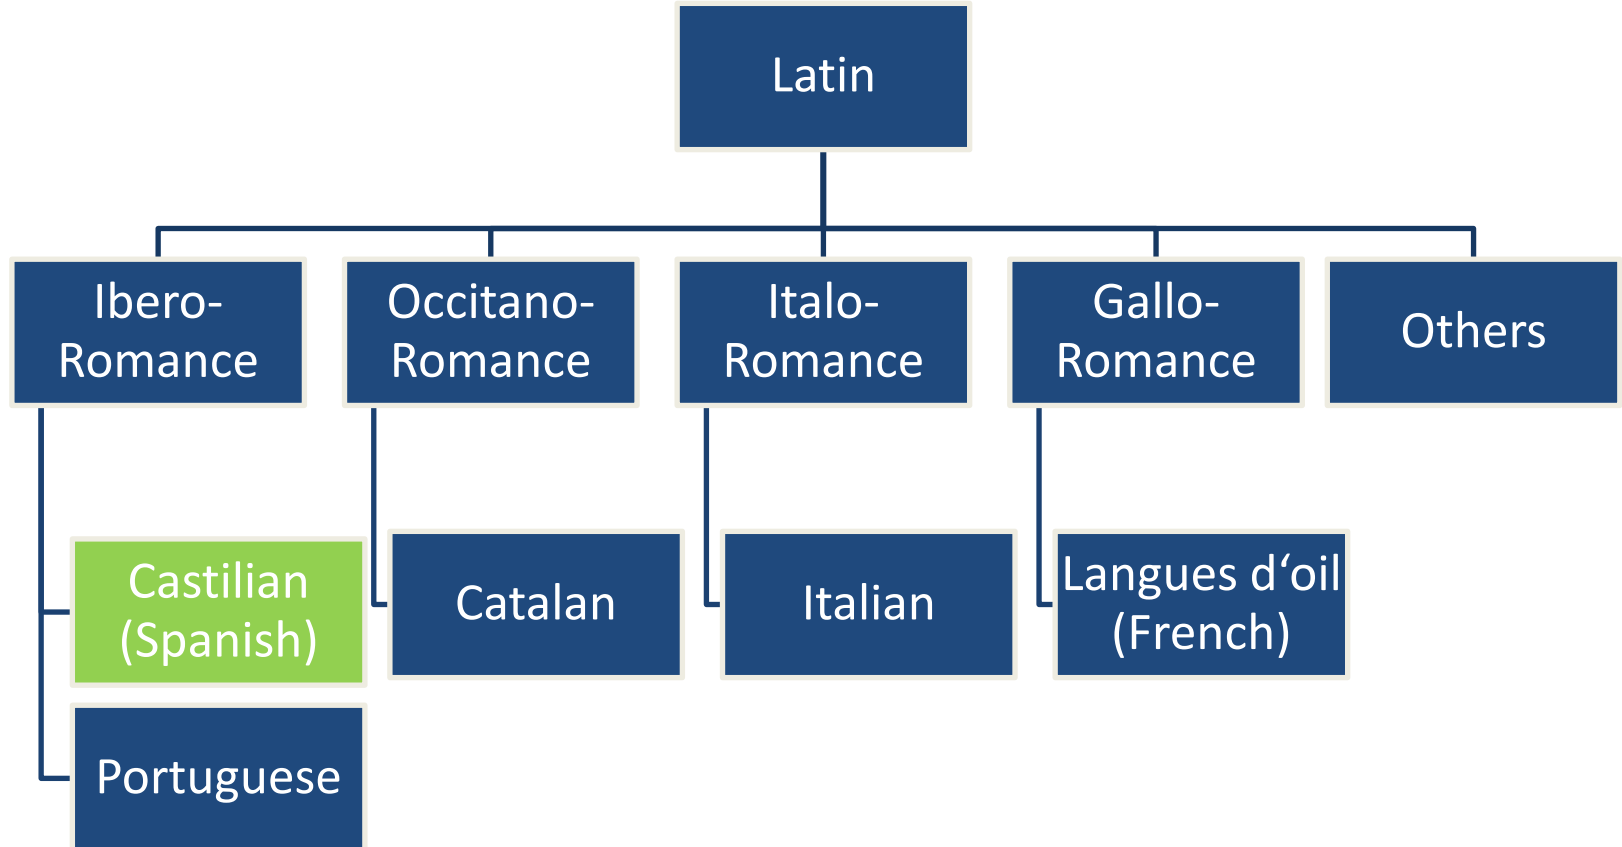 Latin
Ibero-
Romance
Occitano-
Romance
Italo-
Romance
Gallo-
Romance
Others
Castilian
(Spanish)
Catalan
Italian
Langues d‘oil
(French)
Portuguese